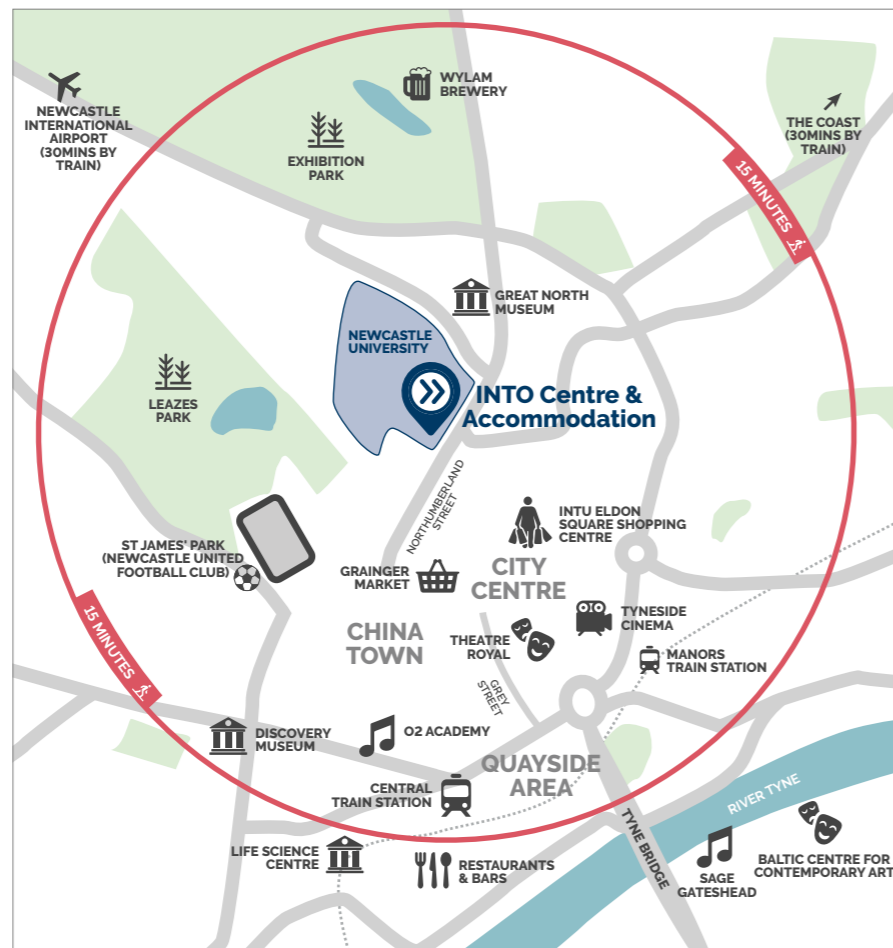 WYLAM
BREWERY
NEWCASTLE
INTERNATIONAL
AIRPORT
(30MINS BY
TRAIN)
THE COAST
(30MINS BY
TRAIN)
EXHIBITION
PARK
15 MINUTES
GREAT NORTH
MUSEUM
NEWCASTLE
UNIVERSITY
INTO Centre &
Accommodation
LEAZES
PARK
NORTHUMBERLAND
STREET
INTU ELDON
SQUARE SHOPPING
CENTRE
ST JAMES' PARK
(NEWCASTLE UNITED
FOOTBALL CLUB)
GRAINGER
MARKET
CITY
CENTRE
15 MINUTES
CHINA
TOWN
THEATRE
ROYAL
TYNESIDE
CINEMA
MANORS
TRAIN STATION
GREY
STREET
DISCOVERY
MUSEUM
O2 ACADEMY
QUAYSIDE
AREA
CENTRAL
TRAIN STATION
RIVER TYNE
TYNE BRIDGE
LIFE SCIENCE
CENTRE
RESTAURANTS
& BARS
SAGE
GATESHEAD
BALTIC CENTRE FOR
CONTEMPORARY ART